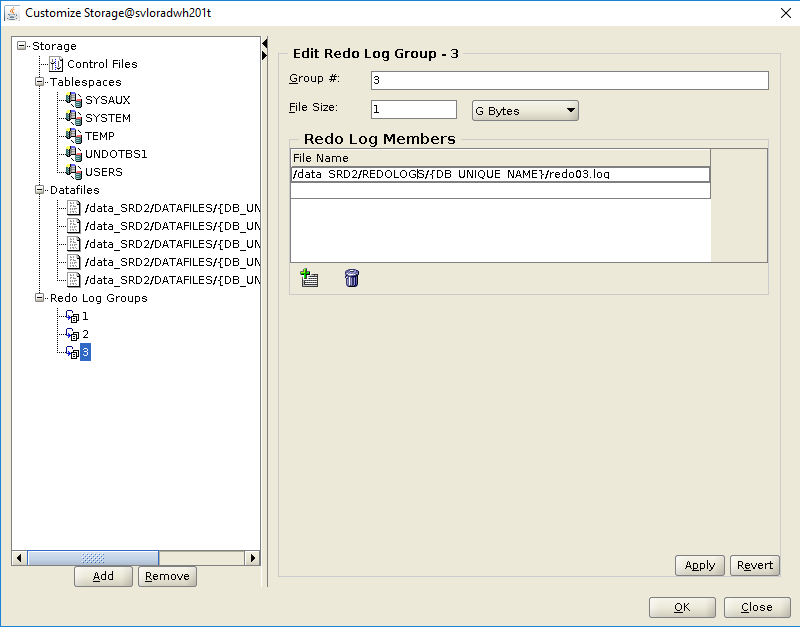 Customize Storage@svloradwh201t
Storage
Control Files
Tablespaces
SYSAUX
SYSTEM
TEMP
UNDOTBS1
USERS
Datafiles
/data_SRD2/DATAFILES/{DB_UN
/data_SRD2/DATAFILES/{DB_UN
/data_SRD2/DATAFILES/{DB_UN
/data_SRD2/DATAFILES/{DB_UN
/data_SRD2/DATAFILES/{DB_UN
Redo Log Groups
1
2
3
Add
Remove
Edit Redo Log Group - 3
Group #:
3
File Size:
1
G Bytes
Redo Log Members
File Name
/data_SRD2/REDOLOGS/{DB_UNIQUE_NAME}/redo03.log
Apply
Revert
OK
Close